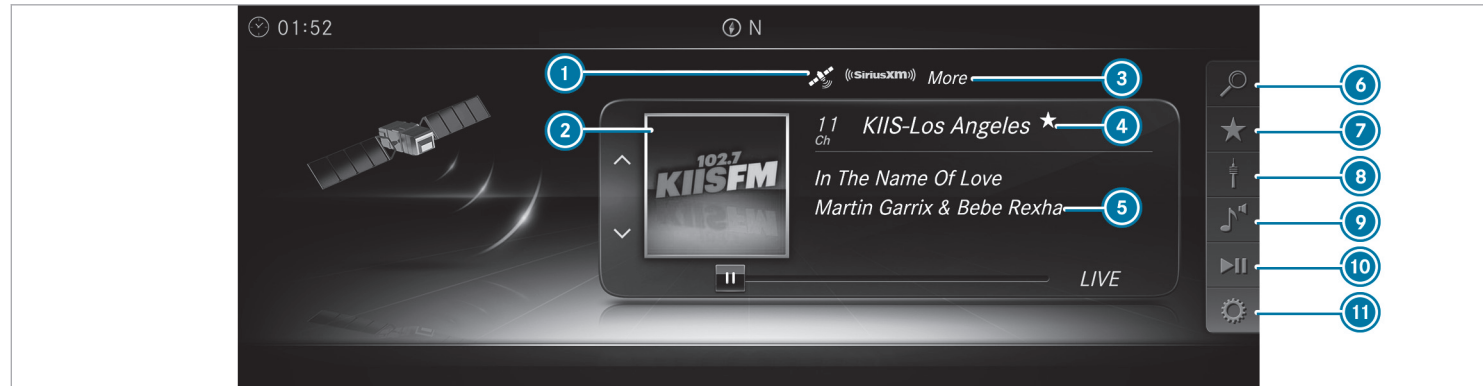 01:52
N
1
((SiriusXM))
More
3
6
2
11
Ch
KIIS-Los Angeles
4
7
102.7
KIISFM
In The Name Of Love
8
Martin Garrix & Bebe Rexha
5
9
LIVE
10
11